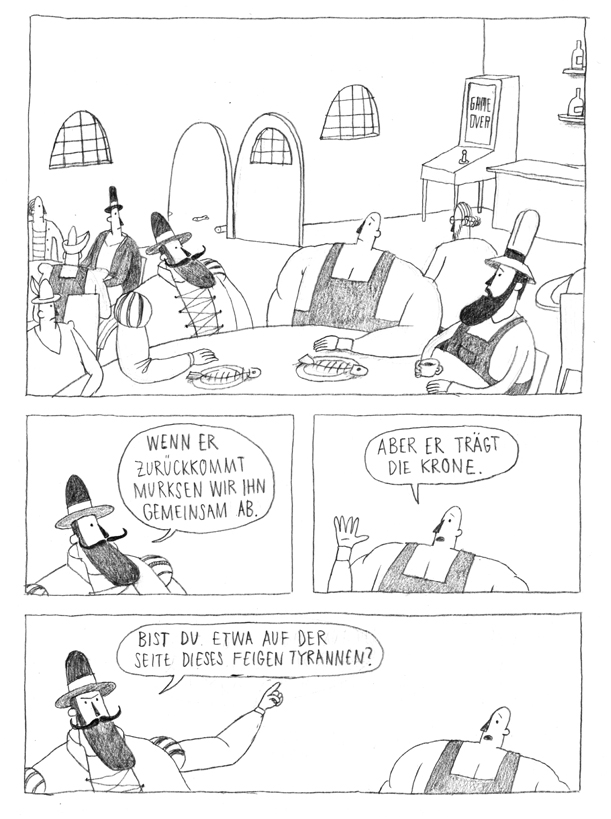 GAME
OVER
WENN ER
ZURÜCKKOMMT
MURKSEN WIR IHN
GEMEINSAM AB.
ABER ER TRÄGT
DIE KRONE.
BIST DU ETWA AUF DER
SEITE DIESES FEIGEN TYRANNEN?